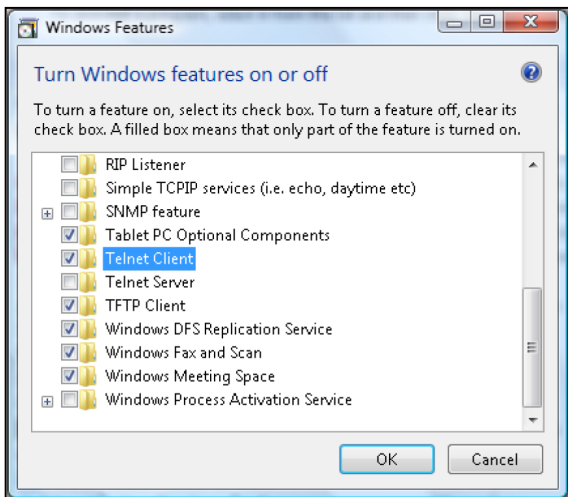 Windows Features
Turn Windows features on or off
To turn a feature on, select its check box. To turn a feature off, clear its
check box. A filled box means that only part of the feature is turned on.
RIP Listener
Simple TCPIP services (i.e. echo, daytime etc)
SNMP feature
Tablet PC Optional Components
Telnet Client
Telnet Server
TFTP Client
Windows DFS Replication Service
Windows Fax and Scan
Windows Meeting Space
Windows Process Activation Service
OK
Cancel